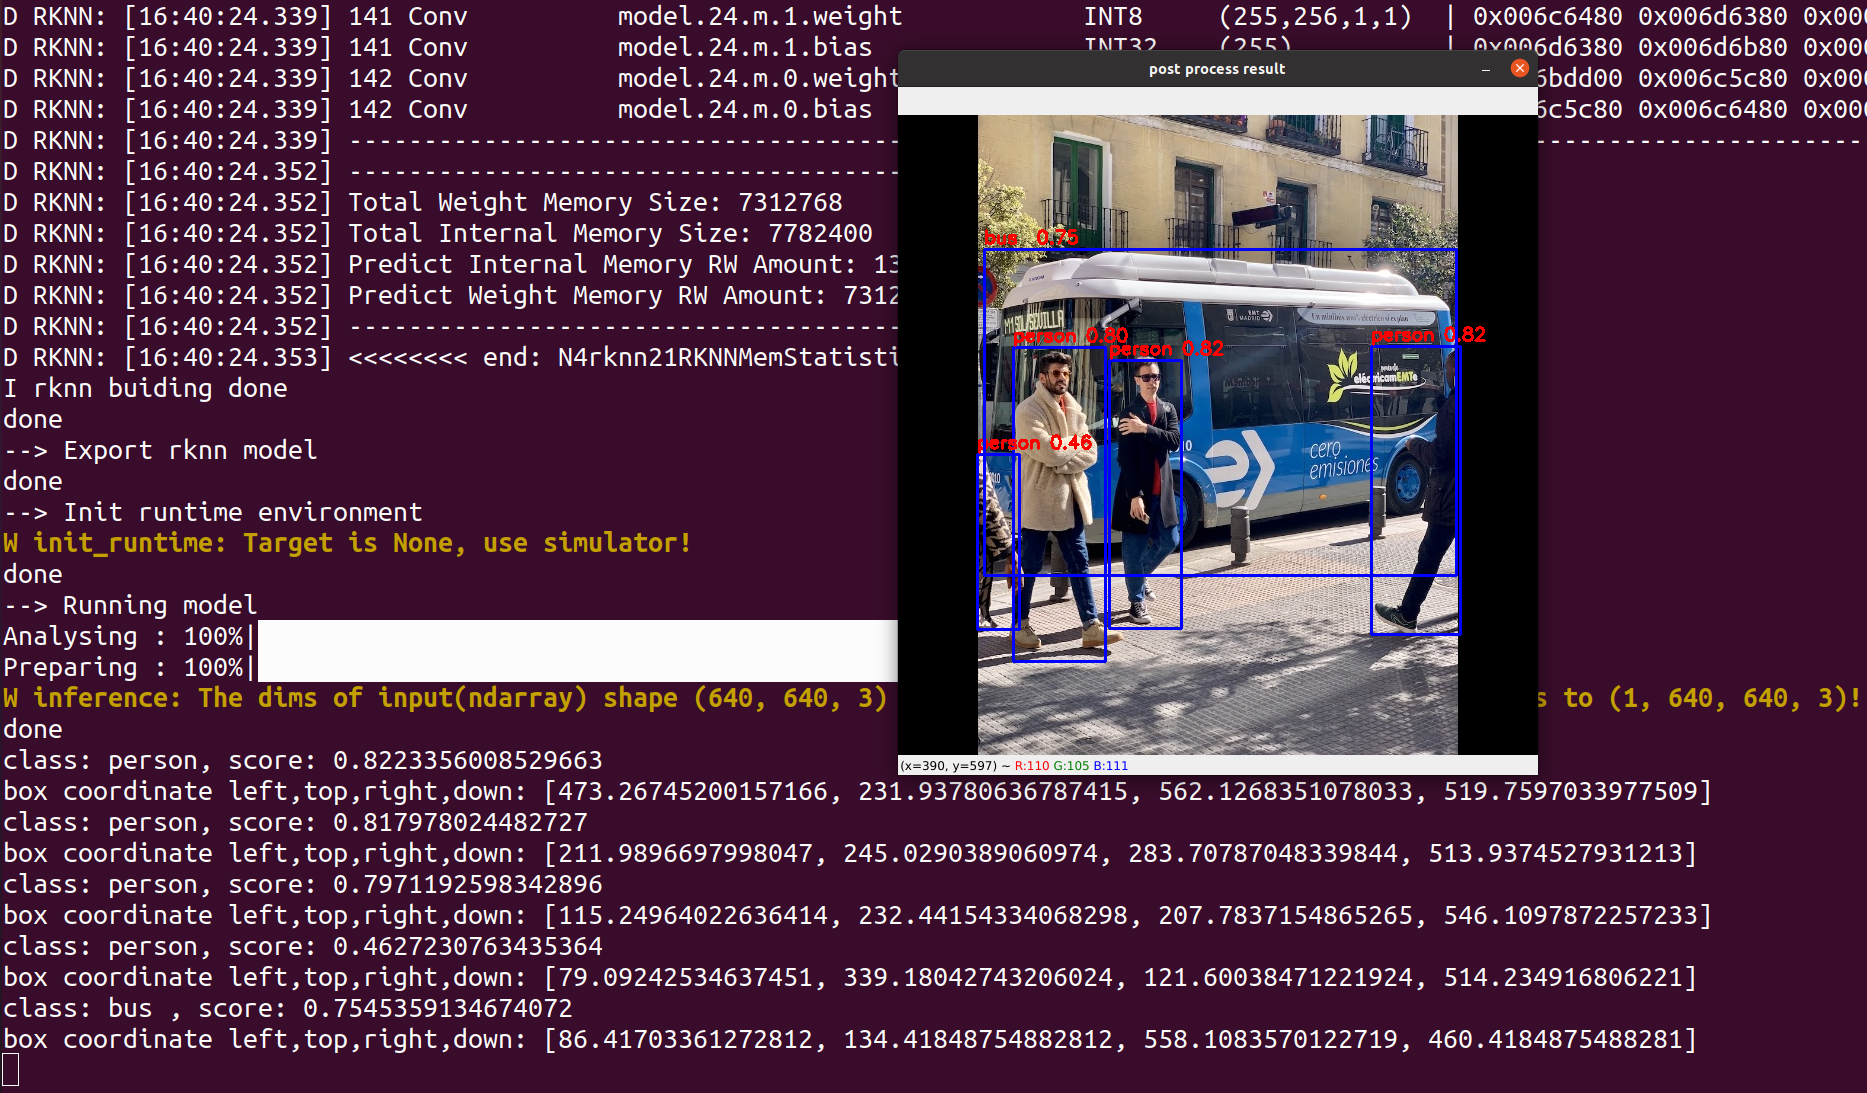 D RKNN: [16:40:24.339] 141 Conv model.24.m.1.weight INT8 (255,256,1,1) | 0x006c6480 0x006d6380 0x00
D RKNN: [16:40:24.339] 141 Conv model.24.m.1.bias INT32 (255) | 0x006d6380 0x006d6b80 0x00
D RKNN: [16:40:24.339] 142 Conv model.24.m.0.weight 6bdd00 0x006c5c80 0x00
D RKNN: [16:40:24.339] 142 Conv model.24.m.0.bias 6c5c80 0x006c6480 0x00
D RKNN: [16:40:24.339] ------------------------------------- ----------------------
D RKNN: [16:40:24.352] -------------------------------------
D RKNN: [16:40:24.352] Total Weight Memory Size: 7312768
D RKNN: [16:40:24.352] Total Internal Memory Size: 7782400
D RKNN: [16:40:24.352] Predict Internal Memory RW Amount: 13
D RKNN: [16:40:24.352] Predict Weight Memory RW Amount: 7312
D RKNN: [16:40:24.352] -------------------------------------
D RKNN: [16:40:24.353] <<<<<<<< end: N4rknn21RKNNMemStatisti
I rknn buiding done
done
--> Export rknn model
done
--> Init runtime environment
W init_runtime: Target is None, use simulator!
done
--> Running model
Analysing : 100%|
Preparing : 100%|
W inference: The dims of input(ndarray) shape (640, 640, 3) s to (1, 640, 640, 3)!
done
class: person, score: 0.8223356008529663
box coordinate left,top,right,down: [473.26745200157166, 231.93780636787415, 562.1268351078033, 519.7597033977509]
class: person, score: 0.817978024482727
box coordinate left,top,right,down: [211.9896697998047, 245.0290389060974, 283.70787048339844, 513.9374527931213]
class: person, score: 0.7971192598342896
box coordinate left,top,right,down: [115.24964022636414, 232.44154334068298, 207.7837154865265, 546.1097872257233]
class: person, score: 0.4627230763435364
box coordinate left,top,right,down: [79.09242534637451, 339.18042743206024, 121.60038471221924, 514.234916806221]
class: bus , score: 0.7545359134674072
box coordinate left,top,right,down: [86.41703361272812, 134.41848754882812, 558.1083570122719, 460.4184875488281]
post process result
bus 0.75
EMT
MADRID
person 0.80
person 0.82
person 0.82
eléctricamEMTe
person 0.46
cero
emisiones
(x=390, y=597) ~ R:110 G:105 B:111